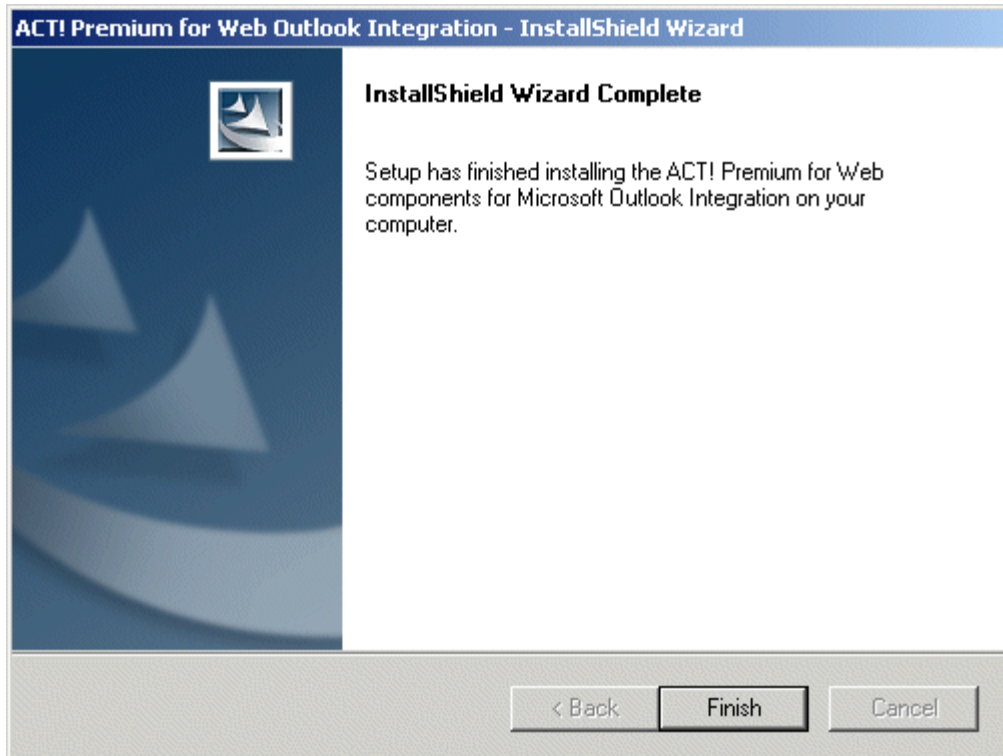 ACT! Premium for Web Outlook Integration - InstallShield Wizard
InstallShield Wizard Complete
Setup has finished installing the ACT! Premium for Web
components for Microsoft Outlook Integration on your
computer.
< Back
Finish
Cancel